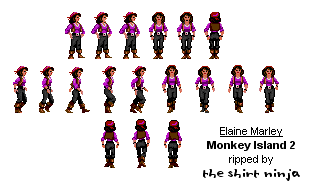 Elaine Marley
Monkey Island 2
ripped by
the shirt ninja